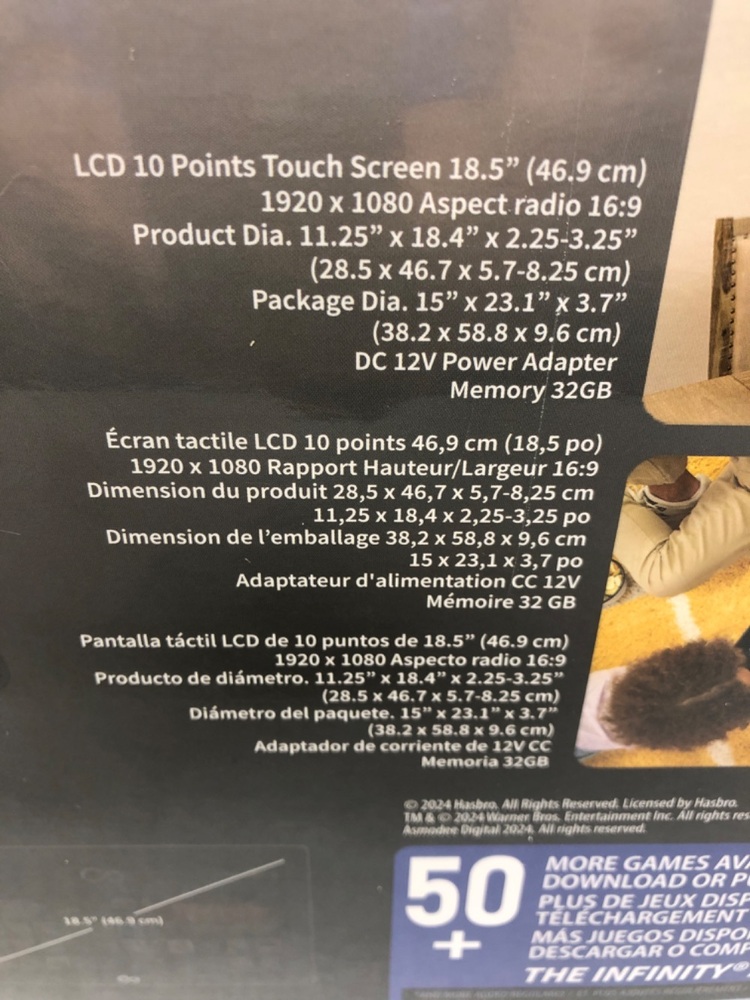 LCD 10 Points Touch Screen 18.5” (46.9 cm)
1920 x 1080 Aspect radio 16:9
Product Dia. 11.25” x 18.4” x 2.25-3.25”
(28.5 x 46.7 x 5.7-8.25 cm)
Package Dia. 15” x 23.1” x 3.7”
(38.2 x 58.8 x 9.6 cm)
DC 12V Power Adapter
Memory 32GB
Écran tactile LCD 10 points 46,9 cm (18,5 po)
1920 x 1080 Rapport Hauteur/Largeur 16:9
Dimension du produit 28,5 x 46,7 x 5,7-8,25 cm
11,25 x 18,4 x 2,25-3,25 po
Dimension de l’emballage 38,2 x 58,8 x 9,6 cm
15 x 23,1 x 3,7 po
Adaptateur d'alimentation CC 12V
Mémoire 32 GB
Pantalla táctil LCD de 10 puntos de 18.5” (46.9 cm)
1920 x 1080 Aspecto radio 16:9
Producto de diámetro. 11.25” x 18.4” x 2.25-3.25”
(28.5 x 46.7 x 5.7-8.25 cm)
Diámetro del paquete. 15” x 23.1” x 3.7”
(38.2 x 58.8 x 9.6 cm)
Adaptador de corriente de 12V CC
Memoria 32GB
© 2024 Hasbro. All Rights Reserved. Licensed by Hasbro.
TM & © 2024 Warner Bros. Entertainment Inc. All rights res
Asmodee Digital 2024. All rights reserved.
18.5” (46.9 cm)
50
+
MORE GAMES AVA
DOWNLOAD OR PU
PLUS DE JEUX DISP
TÉLÉCHARGEMENT
MÁS JUEGOS DISPO
DESCARGAR O COMP
THE INFINITY®